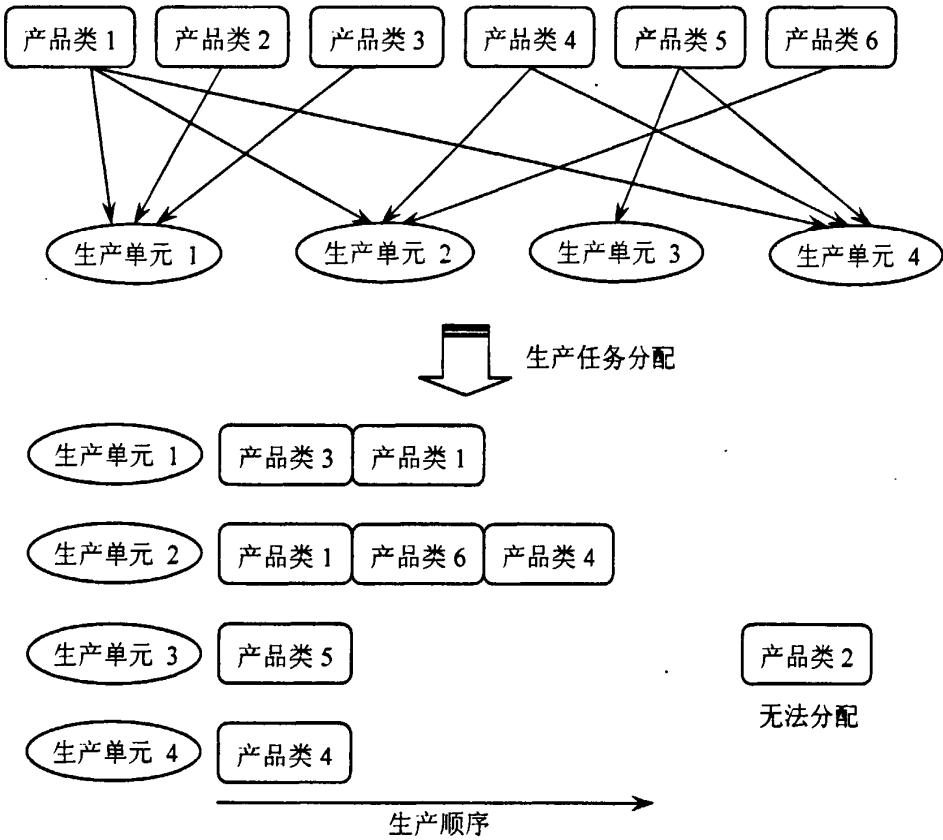 产品类 1 产品类 2 产品类 3 产品类 4 产品类 5 产品类 6
生产单元 1 生产单元 2 生产单元 3 生产单元 4
生产任务分配
生产单元 1 产品类 3 产品类 1
生产单元 2 产品类 1 产品类 6 产品类 4
生产单元 3 产品类 5 产品类 2
无法分配
生产单元 4 产品类 4
生产顺序